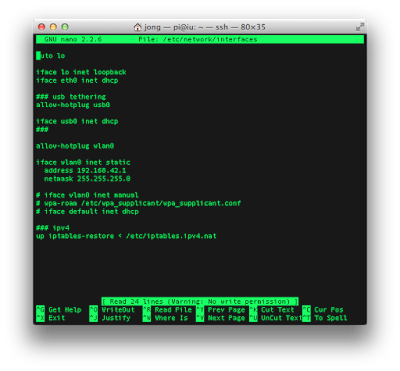 jong — pi@iu: ~ — ssh — 80×35
GNU nano 2.2.6 File: /etc/network/interfaces
auto lo
iface lo inet loopback
iface eth0 inet dhcp
### usb tethering
allow-hotplug usb0
iface usb0 inet dhcp
###
allow-hotplug wlan0
iface wlan0 inet static
address 192.168.42.1
netmask 255.255.255.0
# iface wlan0 inet manual
# wpa-roam /etc/wpa_supplicant/wpa_supplicant.conf
# iface default inet dhcp
### ipv4
up iptables-restore < /etc/iptables.ipv4.nat
[ Read 24 lines (Warning: No write permission) ]
^G Get Help ^O WriteOut ^R Read File ^Y Prev Page ^K Cut Text ^C Cur Pos
^X Exit ^J Justify ^W Where Is ^V Next Page ^U UnCut Text ^T To Spell